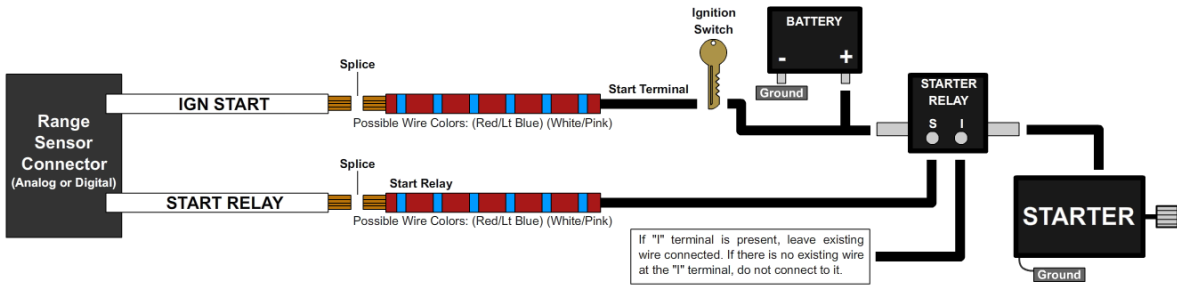 Ignition
Switch
BATTERY
- +
Ground
Splice
Start Terminal
IGN START
Possible Wire Colors: (Red/Lt Blue) (White/Pink)
STARTER
RELAY
S I
Range
Sensor
Connector
(Analog or Digital)
Splice
Start Relay
START RELAY
Possible Wire Colors: (Red/Lt Blue) (White/Pink)
If "I" terminal is present, leave existing
wire connected. If there is no existing wire
at the "I" terminal, do not connect to it.
STARTER
Ground